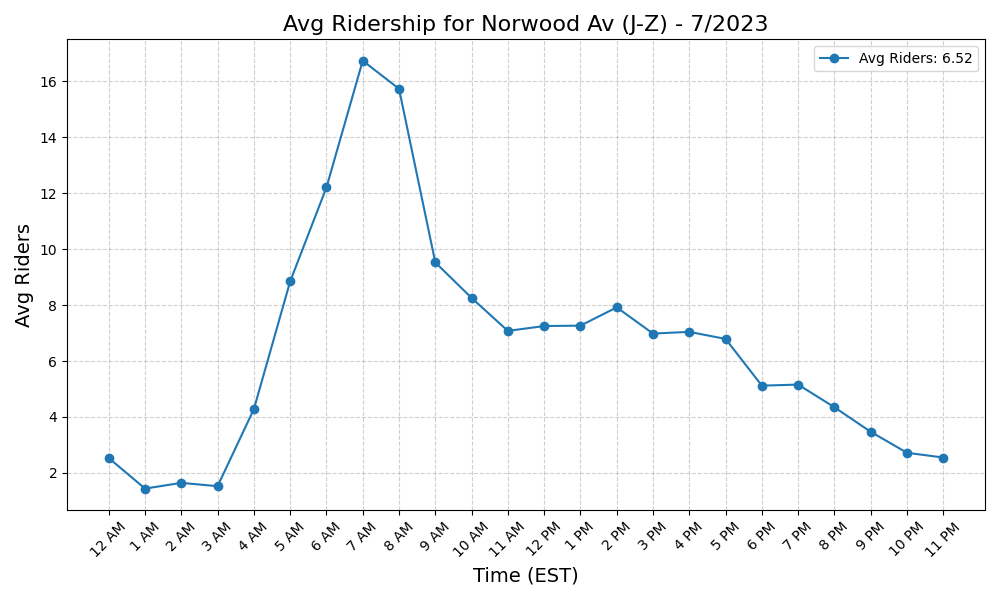 Avg Ridership for Norwood Av (J-Z) - 7/2023
Avg Riders: 6.52
Avg Riders
16
14
12
10
8
6
4
2
12 AM
1 AM
2 AM
3 AM
4 AM
5 AM
6 AM
7 AM
8 AM
9 AM
10 AM
11 AM
12 PM
1 PM
2 PM
3 PM
4 PM
5 PM
6 PM
7 PM
8 PM
9 PM
10 PM
11 PM
Time (EST)